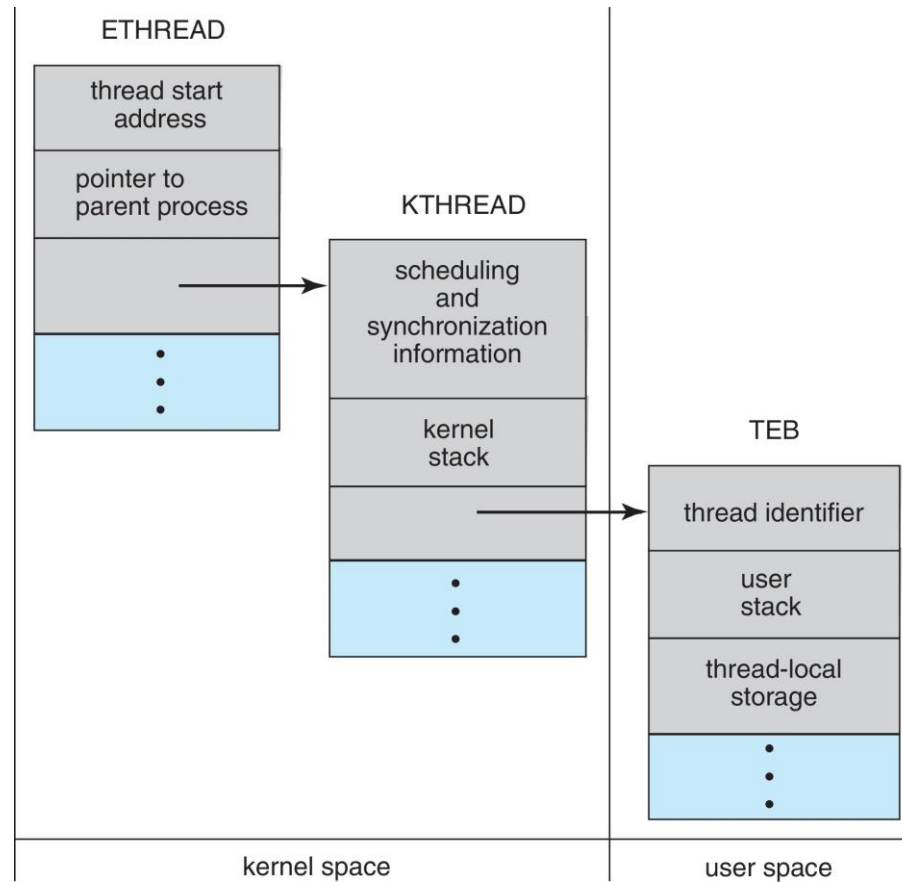 ETHREAD
thread start
address
pointer to
parent process
KTHREAD
scheduling
and
synchronization
information
kernel
stack
TEB
thread identifier
user
stack
thread-local
storage
kernel space
user space